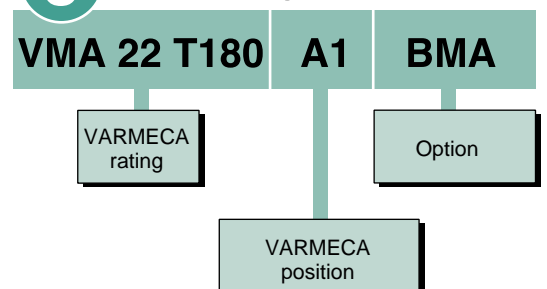 VMA 22 T180 A1 BMA
VARMECA
rating
Option
VARMECA
position